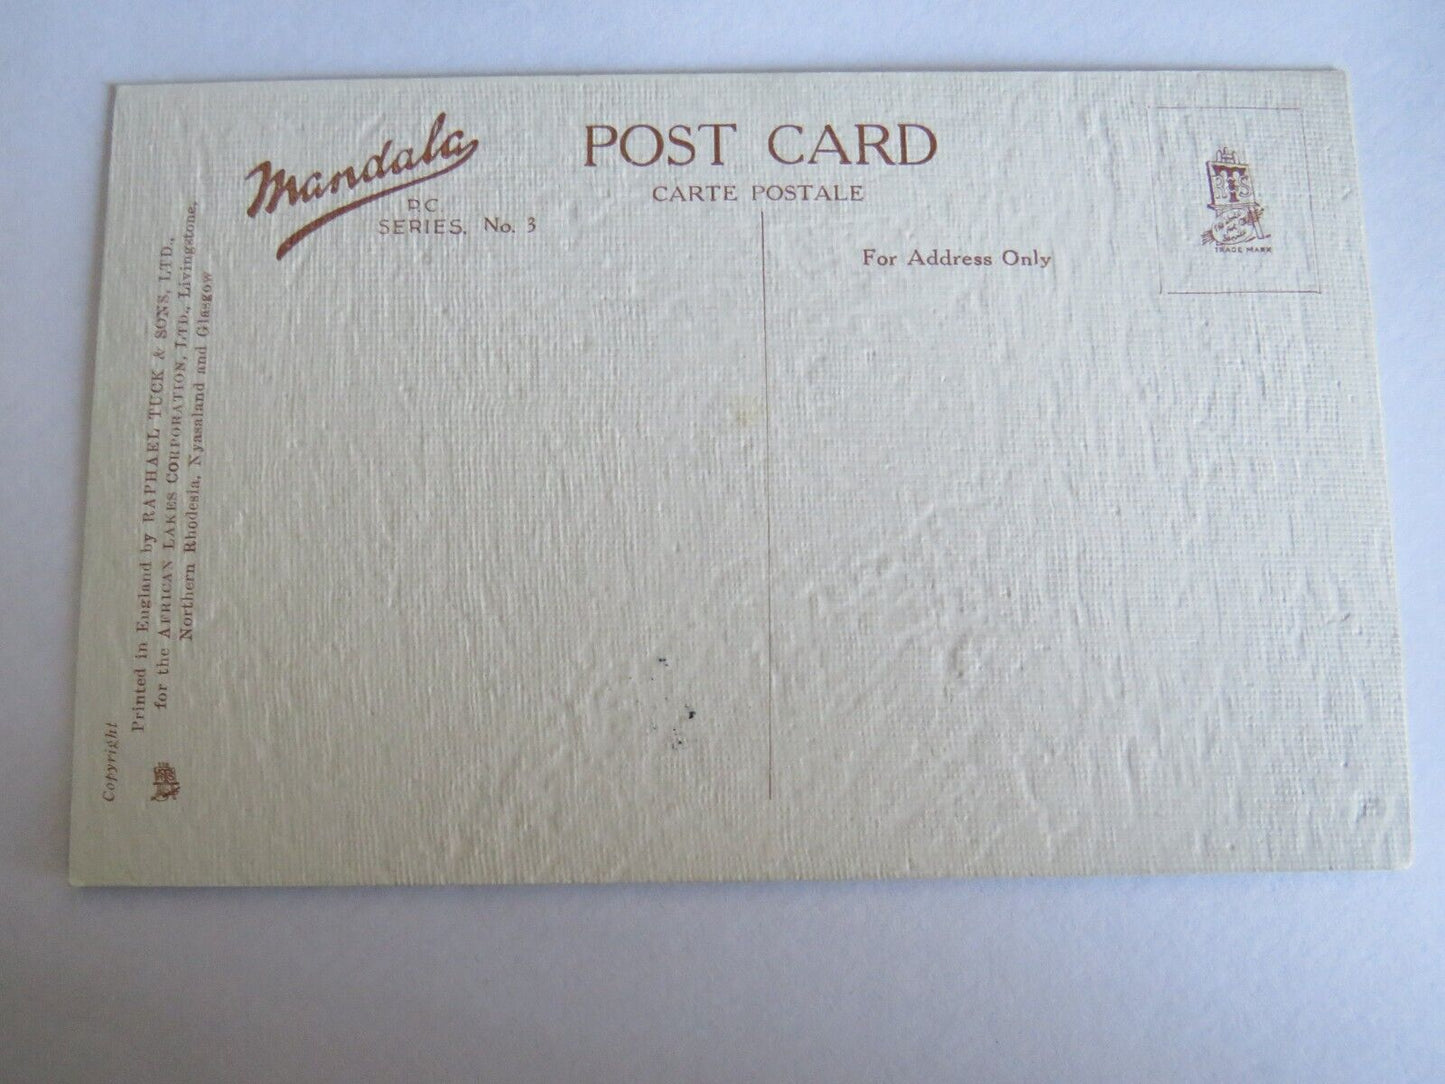 Mandala
P.C.
SERIES. No. 3
POST CARD
CARTE POSTALE
For Address Only
RTS
TRADE MARK
Copyright
Printed in England by RAPHAEL TUCK & SONS, LTD.,
for the AFRICAN LAKES CORPORATION, LTD., Livingstone,
Northern Rhodesia, Nyasaland and Glasgow